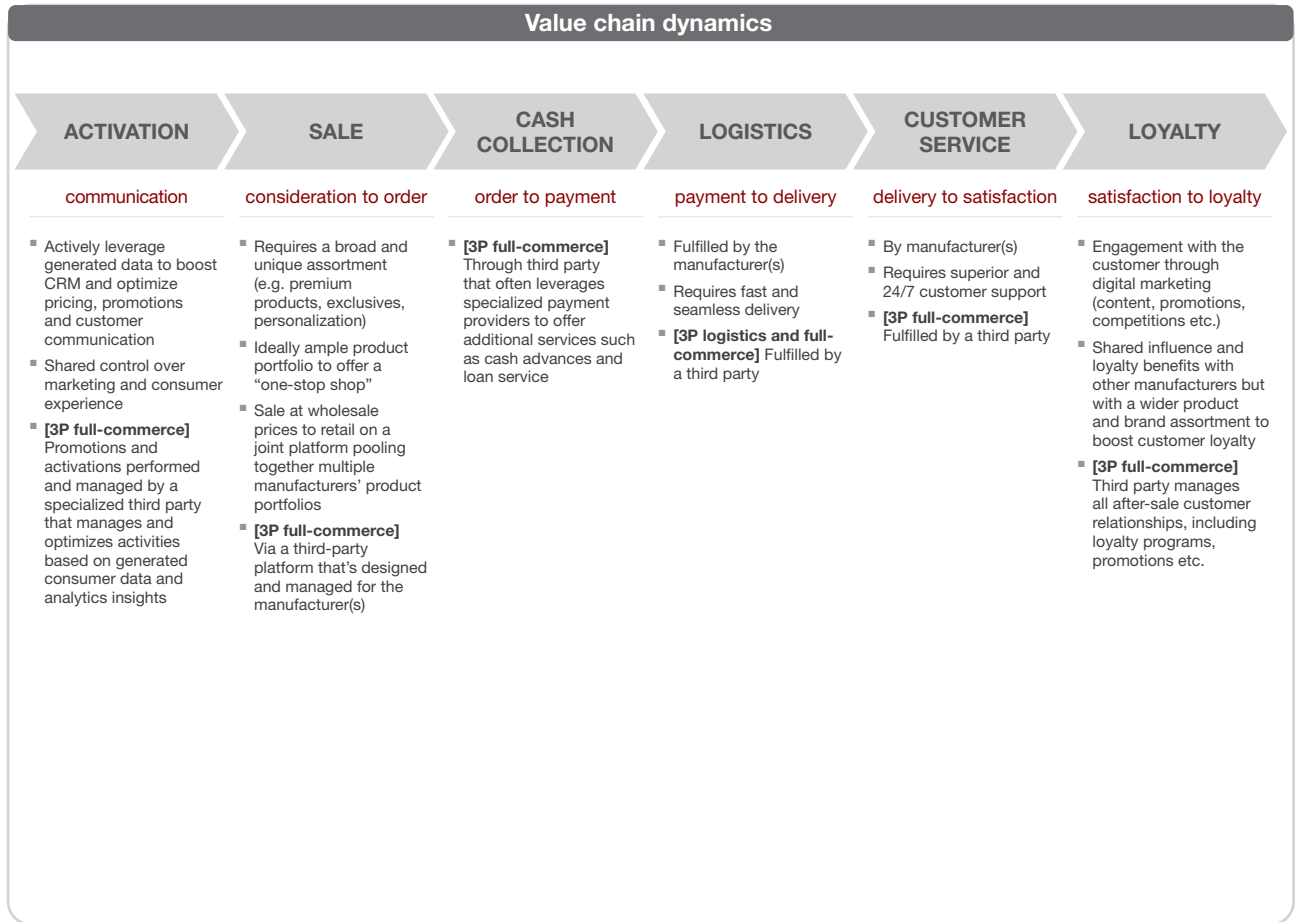 Value chain dynamics
ACTIVATION
SALE
CASH
COLLECTION
LOGISTICS
CUSTOMER
SERVICE
LOYALTY
communication
consideration to order
order to payment
payment to delivery
delivery to satisfaction
satisfaction to loyalty
Actively leverage
generated data to boost
CRM and optimize
pricing, promotions
and customer
communication
Shared control over
marketing and consumer
experience
[3P full-commerce]
Promotions and
activations performed
and managed by a
specialized third party
that manages and
optimizes activities
based on generated
consumer data and
analytics insights
Requires a broad and
unique assortment
(e.g. premium
products, exclusives,
personalization)
Ideally ample product
portfolio to offer a
“one-stop shop”
Sale at wholesale
prices to retail on a
joint platform pooling
together multiple
manufacturers’ product
portfolios
[3P full-commerce]
Via a third-party
platform that’s designed
and managed for the
manufacturer(s)
[3P full-commerce]
Through third party
that often leverages
specialized payment
providers to offer
additional services such
as cash advances and
loan service
Fulfilled by the
manufacturer(s)
Requires fast and
seamless delivery
[3P logistics and full-
commerce] Fulfilled by
a third party
By manufacturer(s)
Requires superior and
24/7 customer support
[3P full-commerce]
Fulfilled by a third party
Engagement with the
customer through
digital marketing
(content, promotions,
competitions etc.)
Shared influence and
loyalty benefits with
other manufacturers but
with a wider product
and brand assortment to
boost customer loyalty
[3P full-commerce]
Third party manages
all after-sale customer
relationships, including
loyalty programs,
promotions etc.